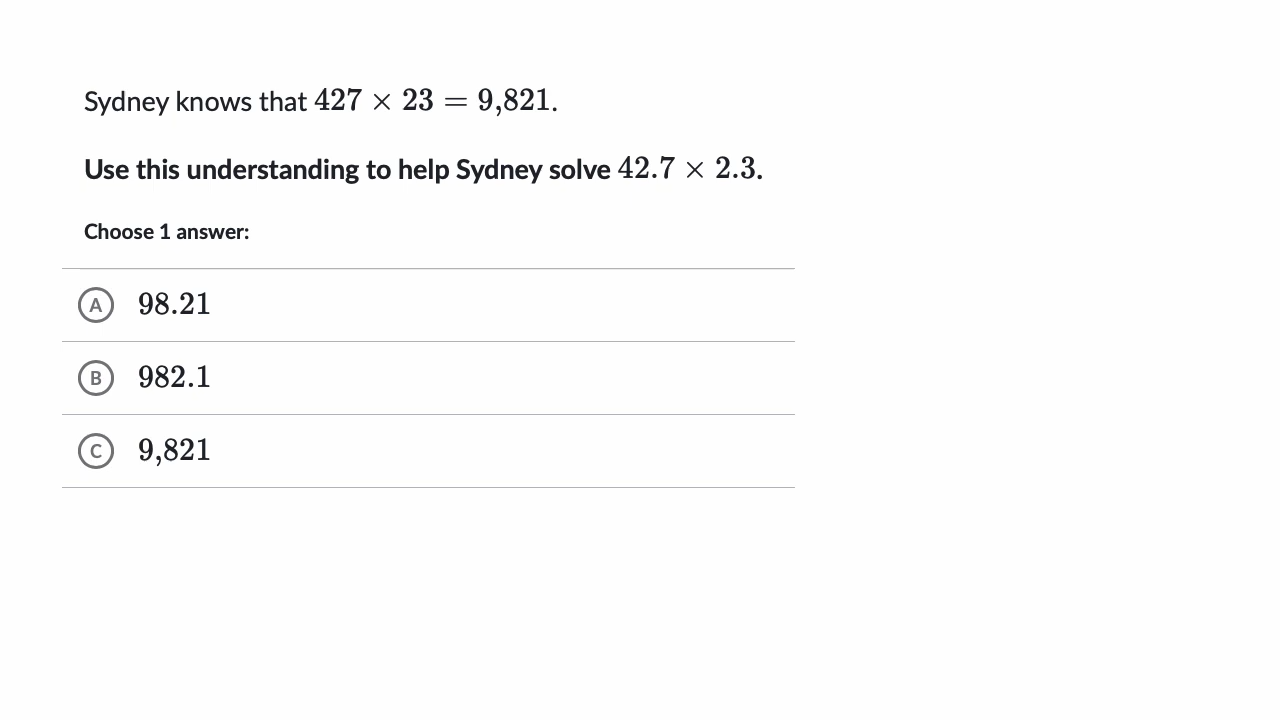 Sydney knows that 427 × 23 = 9,821.
Use this understanding to help Sydney solve 42.7 × 2.3.
Choose 1 answer:
A 98.21
B 982.1
C 9,821